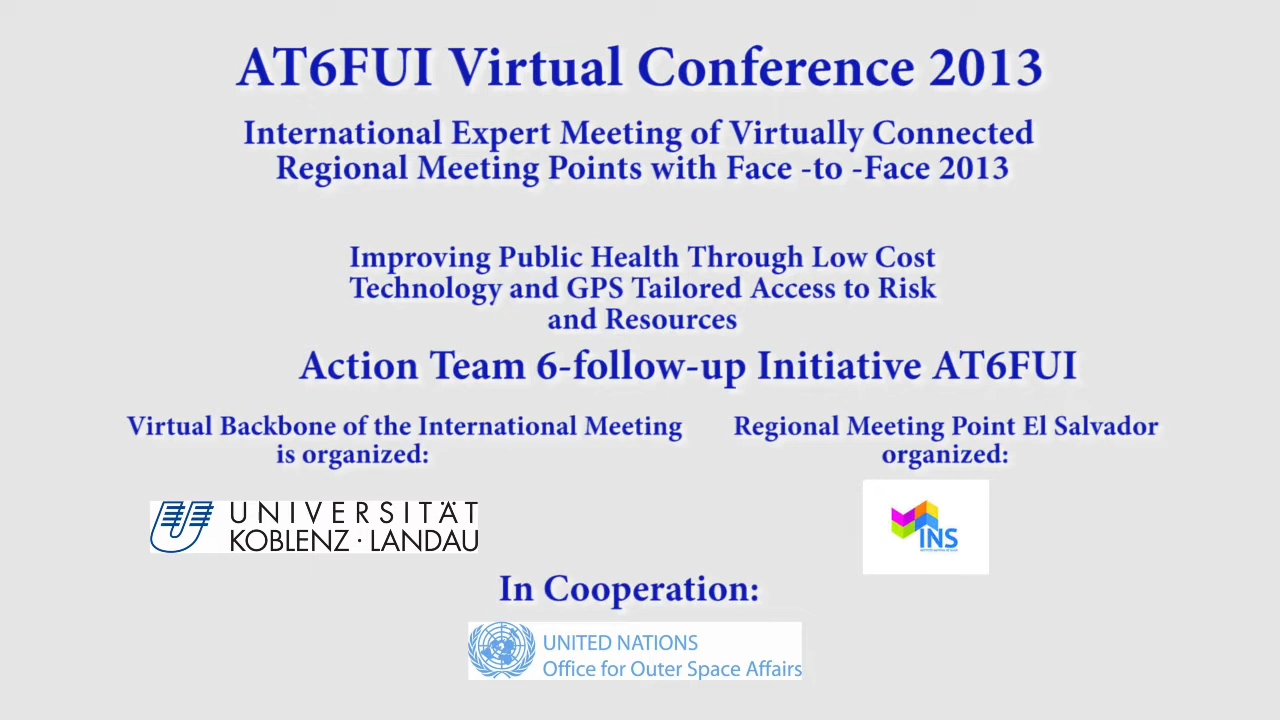 AT6FUI Virtual Conference 2013
International Expert Meeting of Virtually Connected
Regional Meeting Points with Face -to -Face 2013
Improving Public Health Through Low Cost
Technology and GPS Tailored Access to Risk
and Resources
Action Team 6-follow-up Initiative AT6FUI
Virtual Backbone of the International Meeting
is organized:
Regional Meeting Point El Salvador
organized:
UNIVERSITÄT
KOBLENZ · LANDAU
INS
In Cooperation:
UNITED NATIONS
Office for Outer Space Affairs